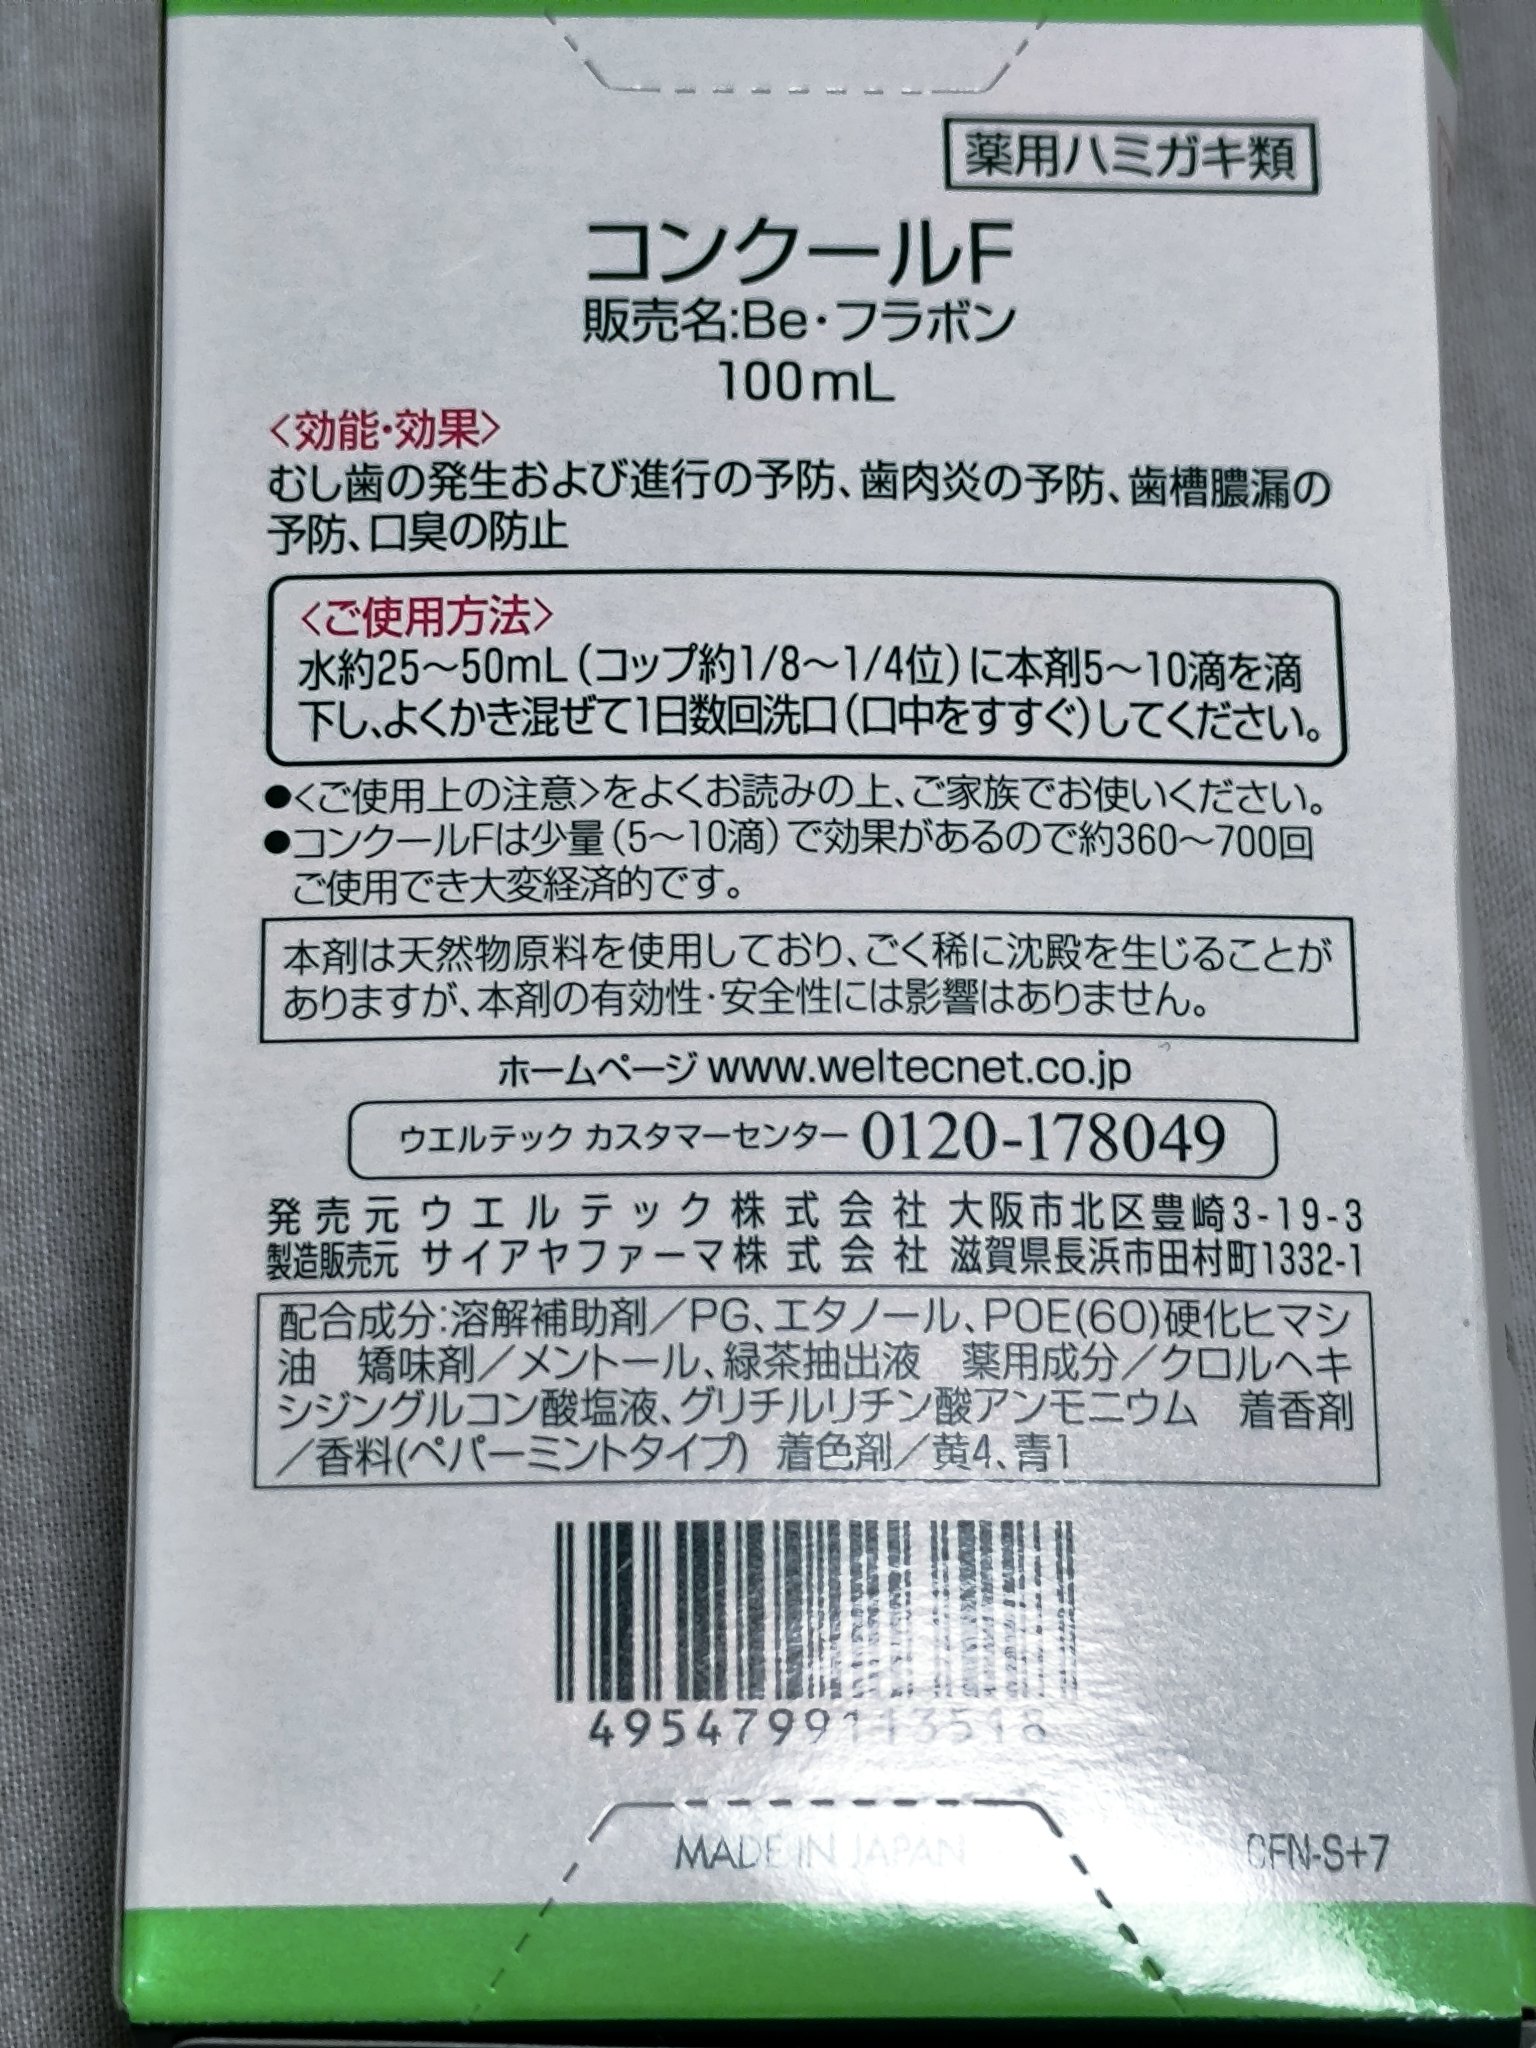 薬用ハミガキ類
コンクールF
販売名:Be・フラボン
100mL
〈効能・効果〉
むし歯の発生および進行の予防、歯肉炎の予防、歯槽膿漏の
予防、口臭の防止
〈ご使用方法〉
水約25〜50mL(コップ約1/8〜1/4位)に本剤5〜10滴を滴
下し、よくかき混ぜて1日数回洗口(口中をすすぐ)してください。
●〈ご使用上の注意〉をよくお読みの上、ご家族でお使いください。
●コンクールFは少量(5〜10滴)で効果があるので約360〜700回
ご使用でき大変経済的です。
本剤は天然物原料を使用しており、ごく稀に沈殿を生じることが
ありますが、本剤の有効性・安全性には影響はありません。
ホームページ www.weltecnet.co.jp
ウエルテック カスタマーセンター 0120-178049
発売元 ウエルテック株式会社 大阪市北区豊崎3-19-3
製造販売元 サイアヤファーマ株式会社 滋賀県長浜市田村町1332-1
配合成分:溶解補助剤／PG、エタノール、POE(60)硬化ヒマシ
油 矯味剤／メントール、緑茶抽出液 薬用成分／クロルヘキ
シジングルコン酸塩液、グリチルリチン酸アンモニウム 着香剤
／香料(ペパーミントタイプ) 着色剤／黄4、青1
4954799113518
MADE IN JAPAN
CFN-S+7